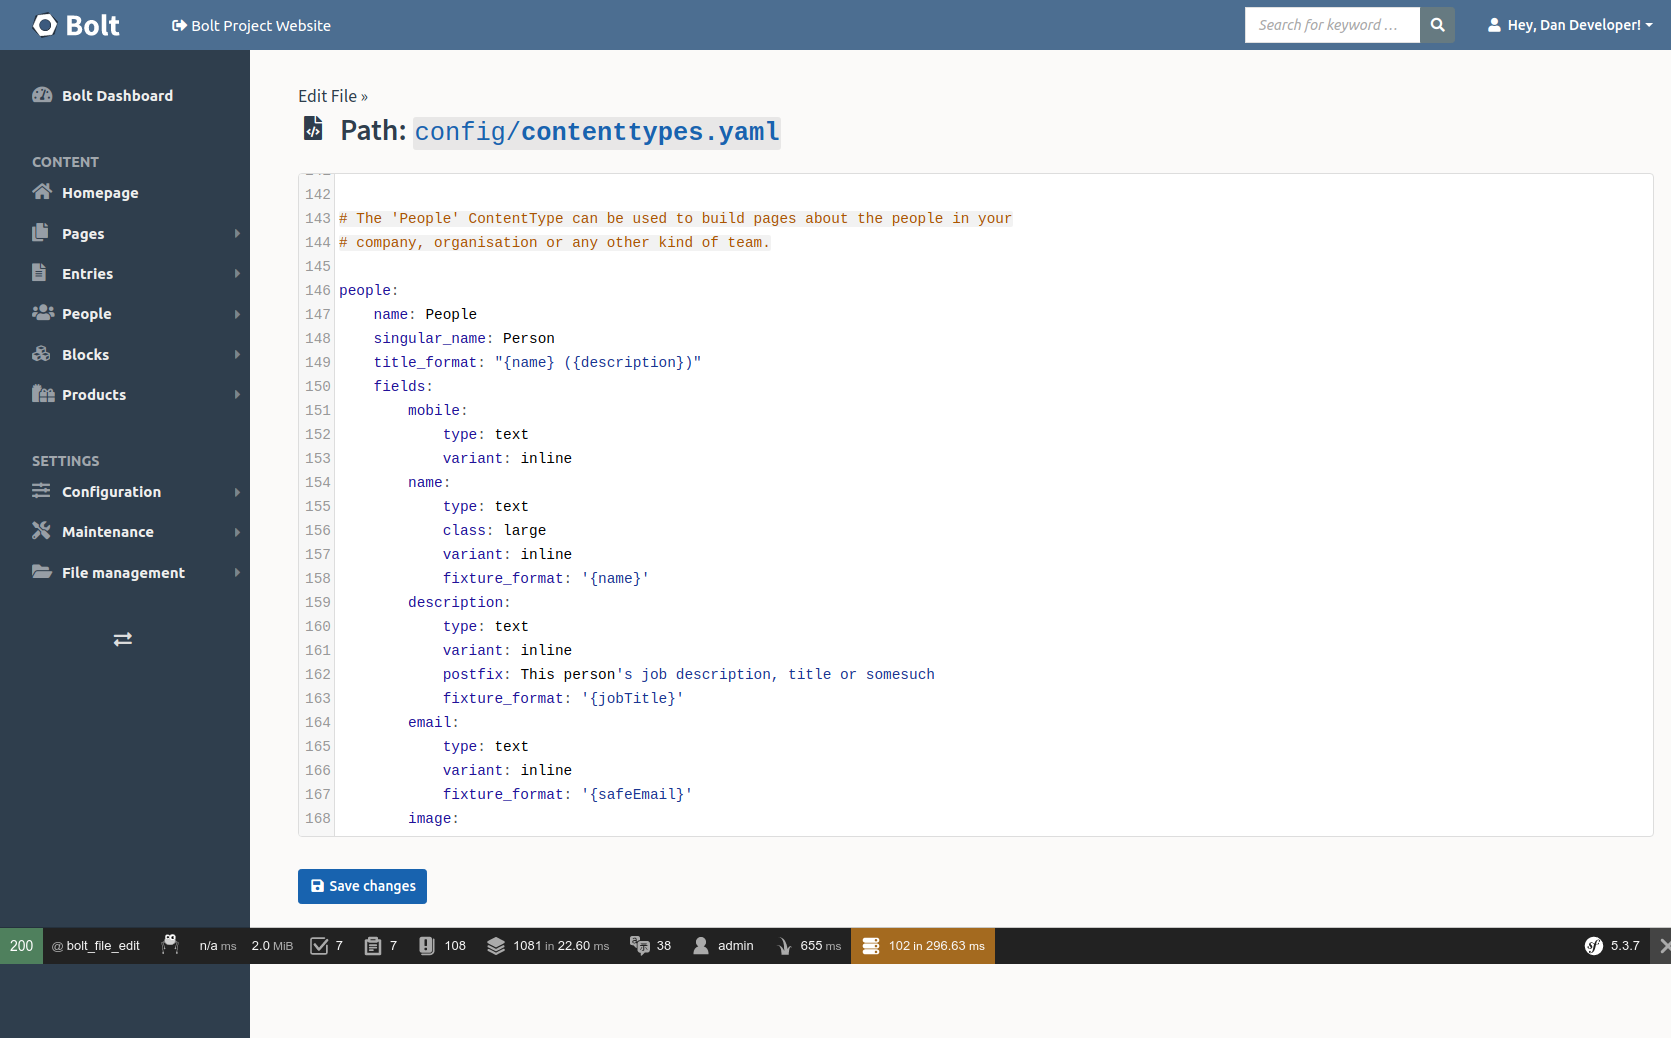 Bolt
Bolt Project Website
Search for keyword ...
Hey, Dan Developer!
Bolt Dashboard
CONTENT
Homepage
Pages
Entries
People
Blocks
Products
SETTINGS
Configuration
Maintenance
File management
Edit File »
Path: config/contenttypes.yaml
142
143 # The 'People' ContentType can be used to build pages about the people in your
144 # company, organisation or any other kind of team.
145
146 people:
147 name: People
148 singular_name: Person
149 title_format: "{name} ({description})"
150 fields:
151 mobile:
152 type: text
153 variant: inline
154 name:
155 type: text
156 class: large
157 variant: inline
158 fixture_format: '{name}'
159 description:
160 type: text
161 variant: inline
162 postfix: This person's job description, title or somesuch
163 fixture_format: '{jobTitle}'
164 email:
165 type: text
166 variant: inline
167 fixture_format: '{safeEmail}'
168 image:
Save changes
200 @ bolt_file_edit n/a ms 2.0 MiB 7 7 108 1081 in 22.60 ms 38 admin 655 ms 102 in 296.63 ms sf 5.3.7